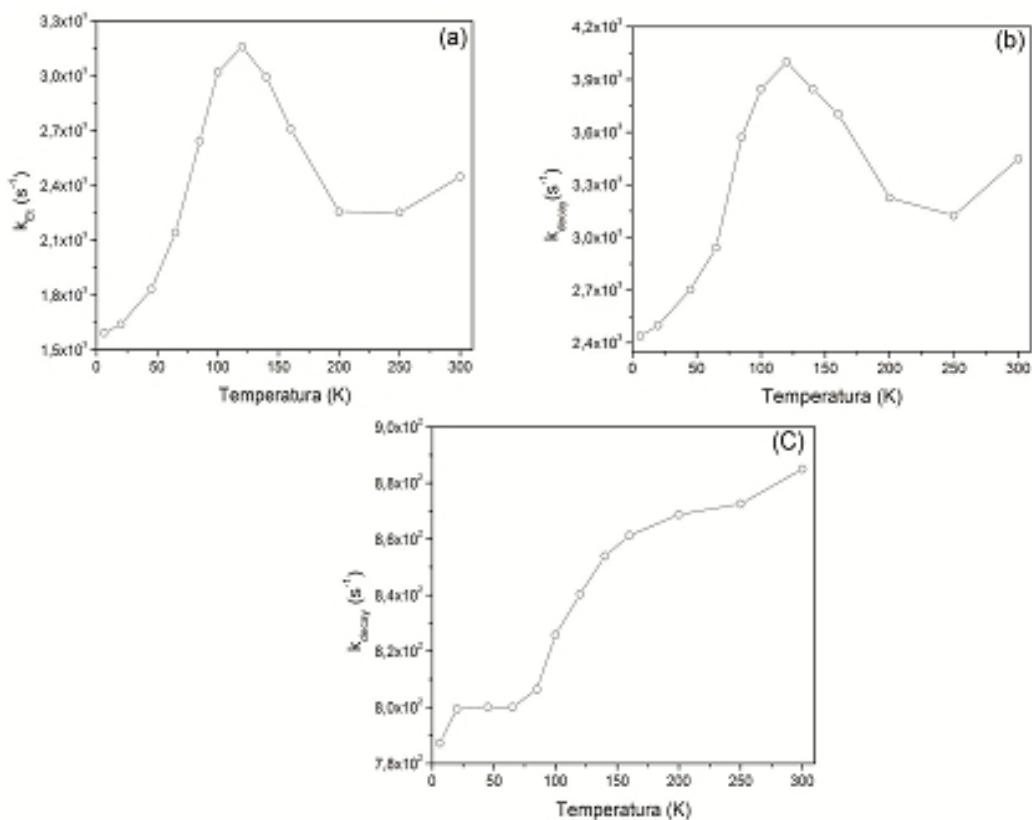 (a)
3,3x10³
3,0x10³
2,7x10³
2,4x10³
2,1x10³
1,8x10³
1,5x10³
(s⁻¹)
0 50 100 150 200 250 300
Temperatura (K)
(b)
4,2x10³
3,9x10³
3,6x10³
3,3x10³
3,0x10³
2,7x10³
2,4x10³
k_decay (s⁻¹)
0 50 100 150 200 250 300
Temperatura (K)
(C)
9,0x10²
8,8x10²
8,6x10²
8,4x10²
8,2x10²
8,0x10²
7,8x10²
k_decay (s⁻¹)
0 50 100 150 200 250 300
Temperatura (K)